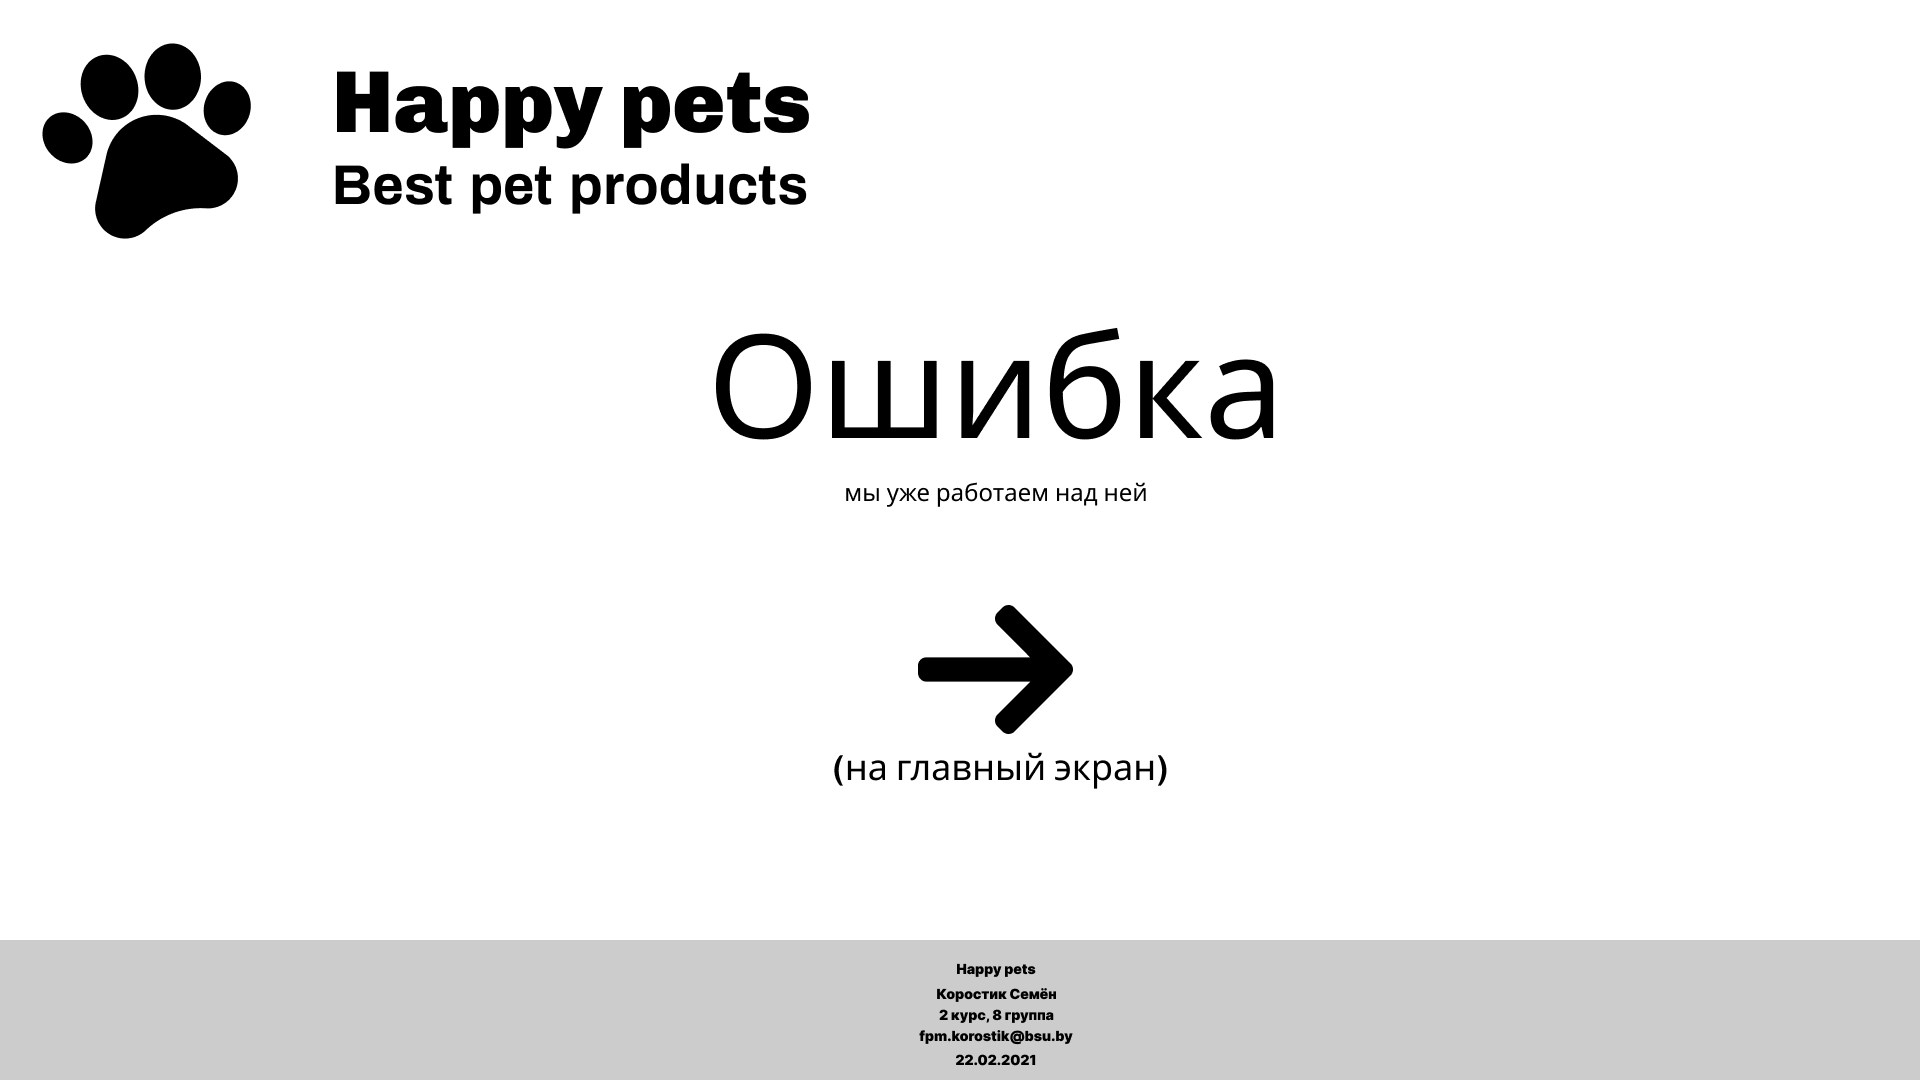 Happy pets
Best pet products
Ошибка
мы уже работаем над ней
(на главный экран)
Happy pets
Коростик Семён
2 курс, 8 группа
fpm.korostik@bsu.by
22.02.2021